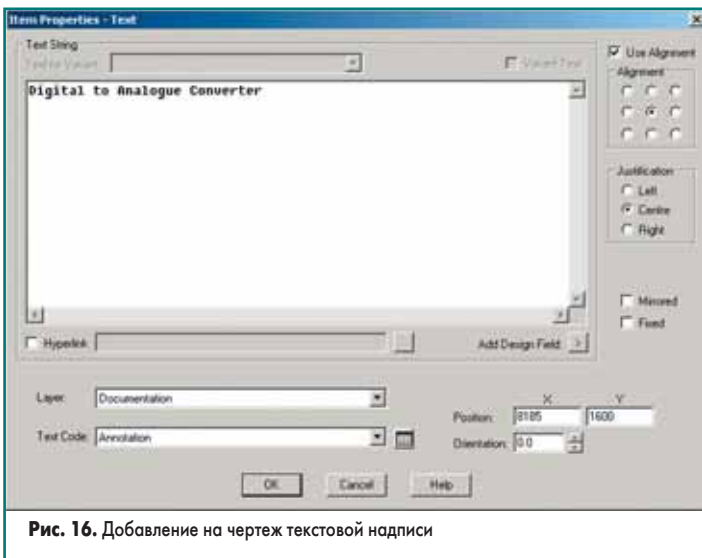 Item Properties - Text
Text String
Text for Variant:
Variant Text
Use Alignment
Digital to Analogue Converter
Alignment
Justification
Left
Centre
Right
Mirrored
Fixed
Hyperlink
Add Design Field: >
Layer: Documentation
X Y
Position: 8185 1600
Text Code: Annotation
Orientation: 0.0
OK Cancel Help
Рис. 16. Добавление на чертеж текстовой надписи